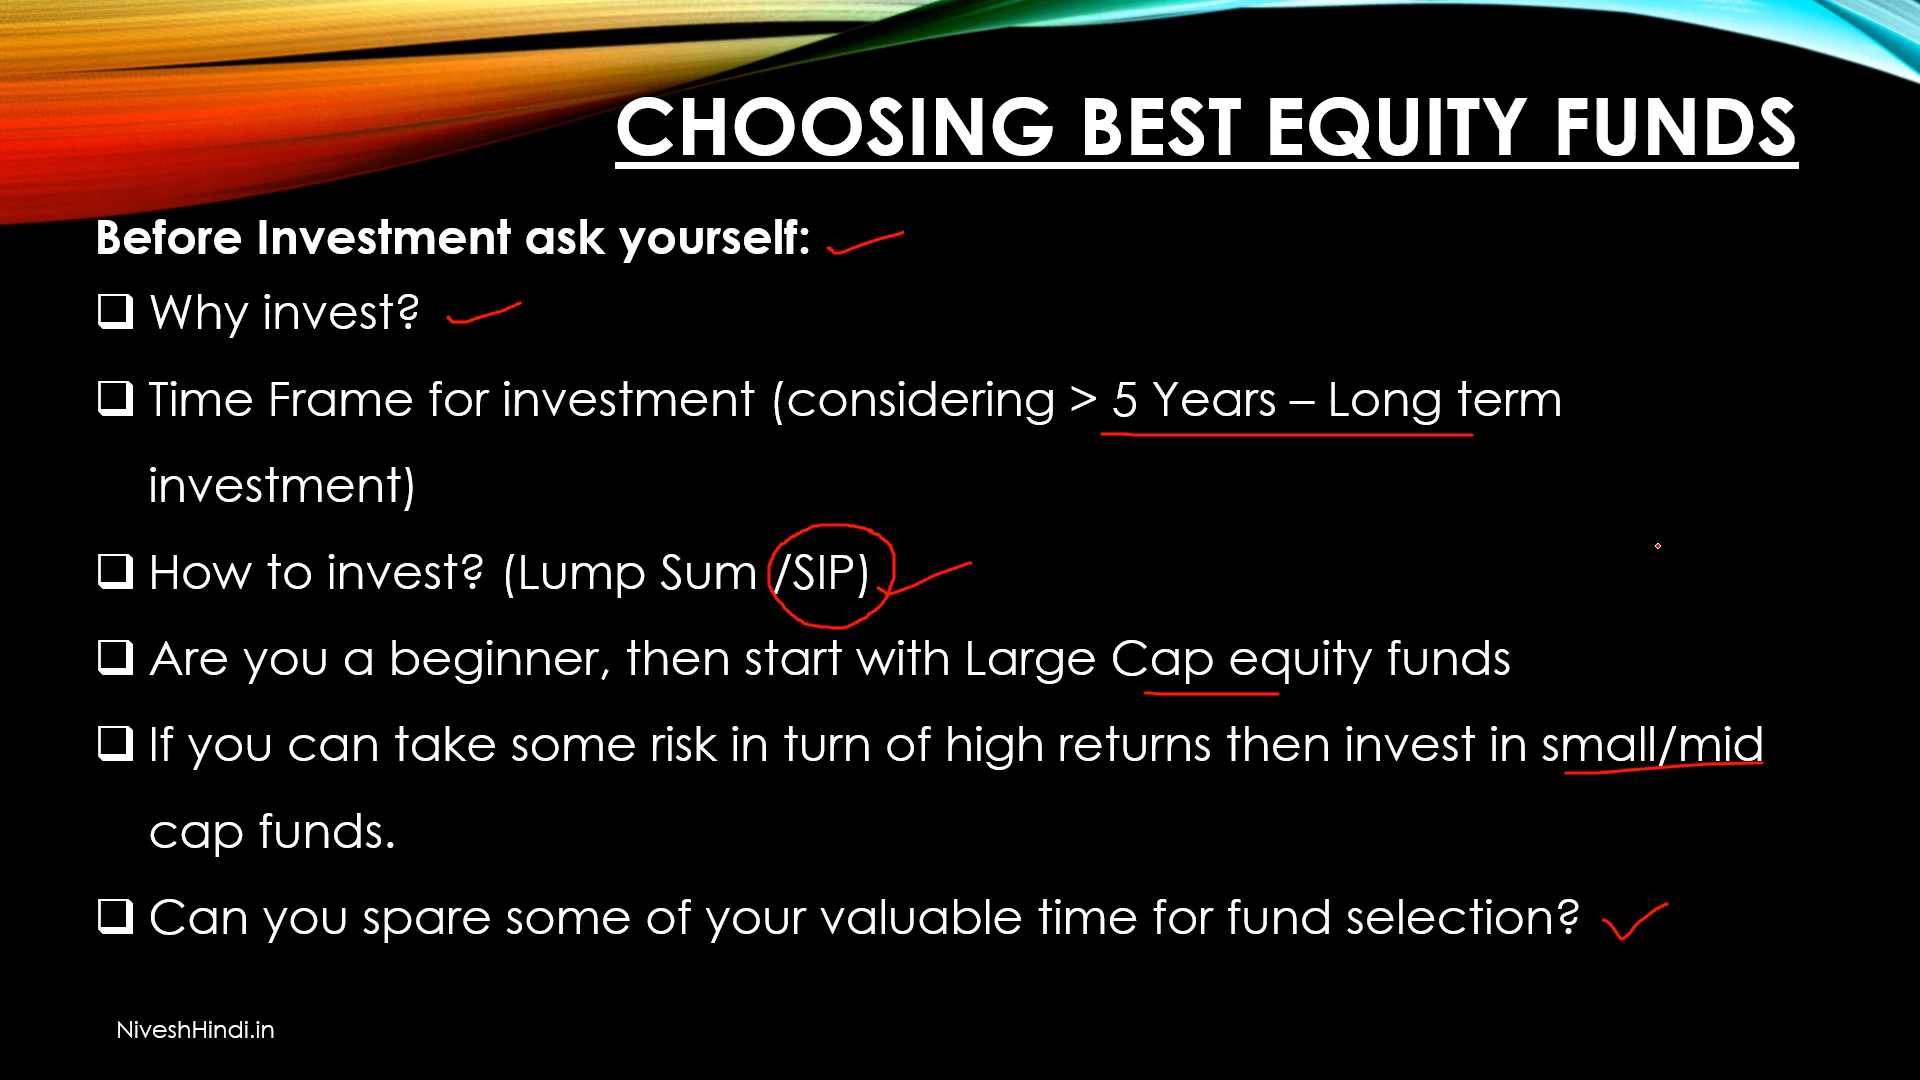 CHOOSING BEST EQUITY FUNDS
Before Investment ask yourself:
Why invest?
Time Frame for investment (considering > 5 Years – Long term
investment)
How to invest? (Lump Sum /SIP)
Are you a beginner, then start with Large Cap equity funds
If you can take some risk in turn of high returns then invest in small/mid
cap funds.
Can you spare some of your valuable time for fund selection?
NiveshHindi.in